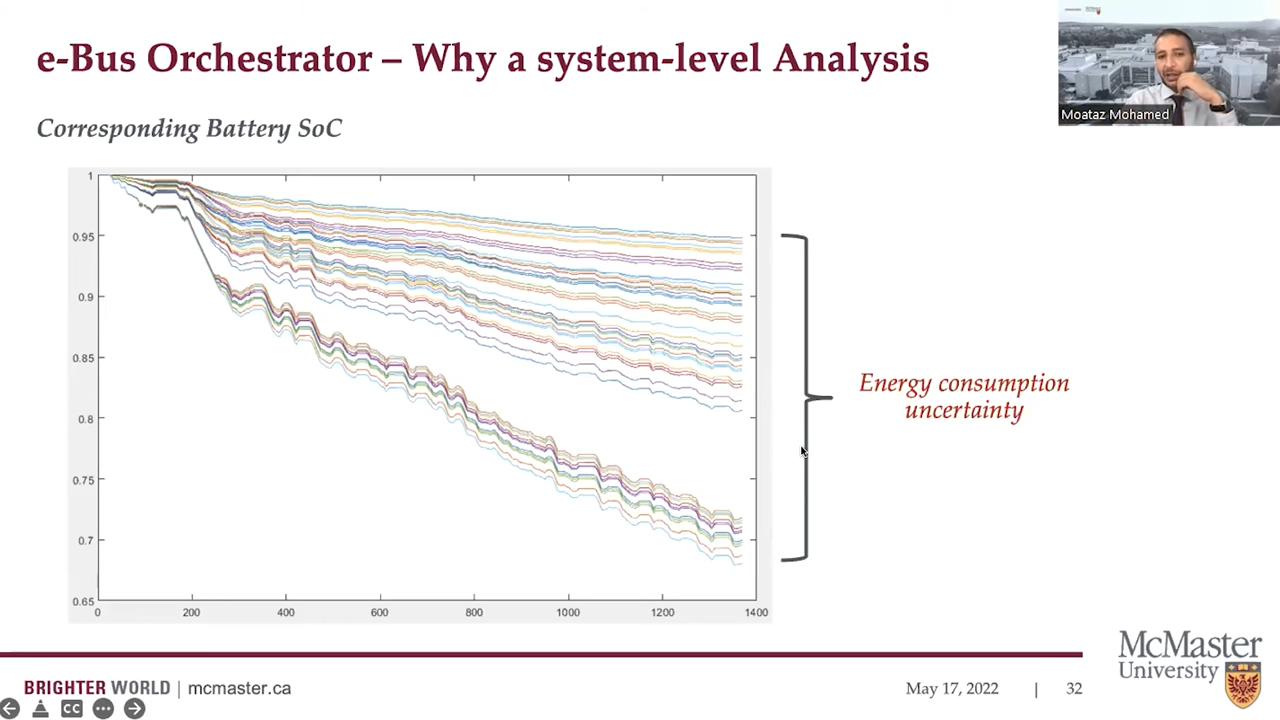 e-Bus Orchestrator – Why a system-level Analysis
Moataz Mohamed
Corresponding Battery SoC
1
0.95
0.9
0.85
0.8
0.75
0.7
0.65
0
200
400
600
800
1000
1200
1400
Energy consumption
uncertainty
McMaster
University
BRIGHTER WORLD | mcmaster.ca
May 17, 2022 | 32
CC